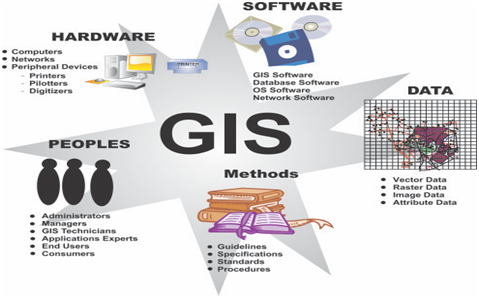 HARDWARE
Computers
Networks
Peripheral Devices
- Printers
- Pilotters
- Digitizers
PRINTER
SOFTWARE
GIS Software
Database Software
OS Software
Network Software
DATA
Vector Data
Raster Data
Image Data
Attribute Data
GIS
PEOPLES
Administrators
Managers
GIS Technicians
Applications Experts
End Users
Consumers
Methods
Guidelines
Specifications
Standards
Procedures